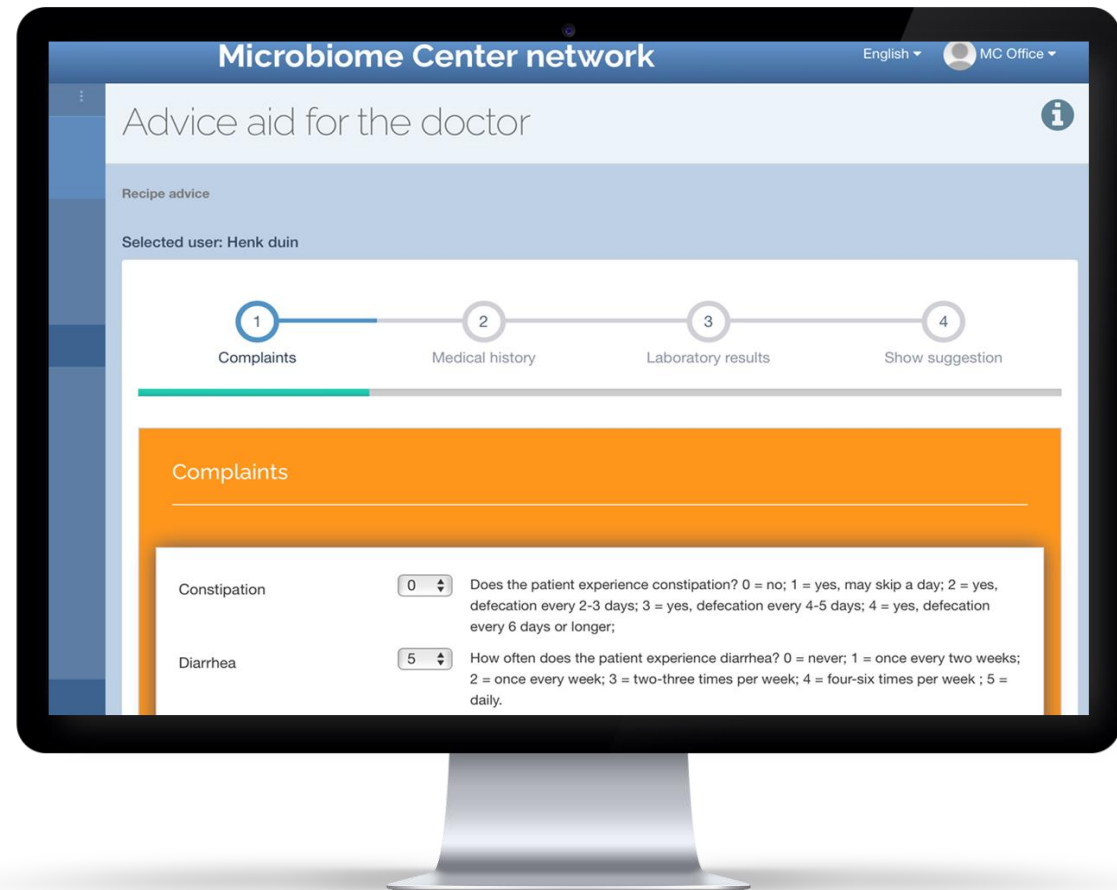 Microbiome Center network
English
MC Office
Advice aid for the doctor
Recipe advice
Selected user: Henk duin
1
2
3
4
Complaints
Medical history
Laboratory results
Show suggestion
Complaints
Constipation
0
Does the patient experience constipation? 0 = no; 1 = yes, may skip a day; 2 = yes,
defecation every 2-3 days; 3 = yes, defecation every 4-5 days; 4 = yes, defecation
every 6 days or longer;
Diarrhea
5
How often does the patient experience diarrhea? 0 = never; 1 = once every two weeks;
2 = once every week; 3 = two-three times per week; 4 = four-six times per week ; 5 =
daily.